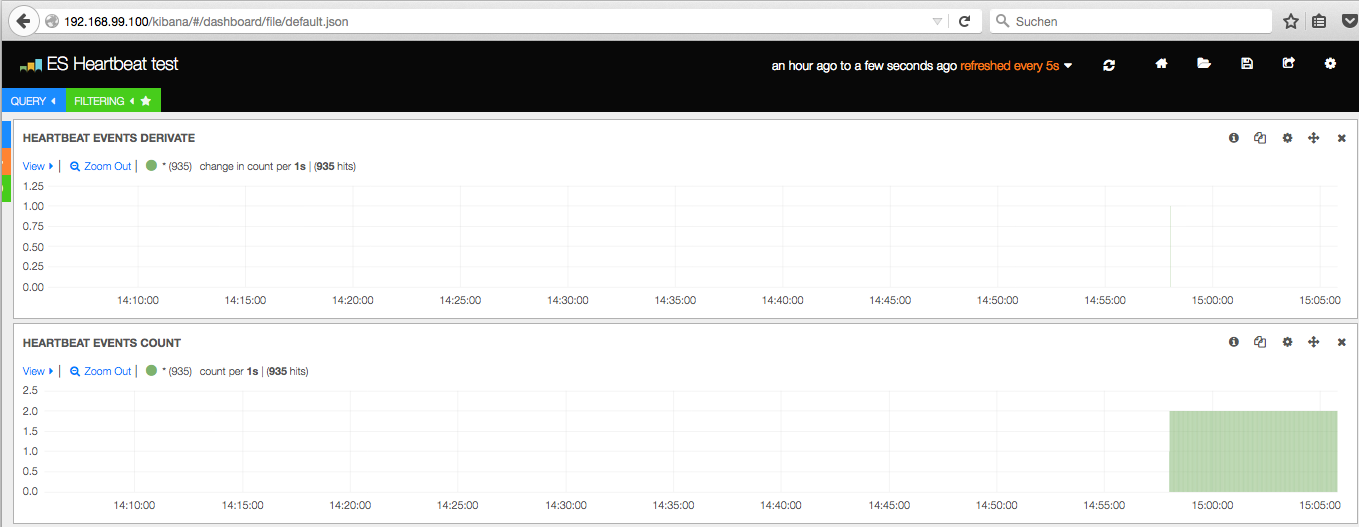 192.168.99.100/kibana/#/dashboard/file/default.json
Suchen
ES Heartbeat test
an hour ago to a few seconds ago refreshed every 5s
QUERY FILTERING
HEARTBEAT EVENTS DERIVATE
View | Zoom Out | * (935) change in count per 1s | (935 hits)
1.25
1.00
0.75
0.50
0.25
0.00
14:10:00 14:15:00 14:20:00 14:25:00 14:30:00 14:35:00 14:40:00 14:45:00 14:50:00 14:55:00 15:00:00 15:05:00
HEARTBEAT EVENTS COUNT
View | Zoom Out | * (935) count per 1s | (935 hits)
2.5
2.0
1.5
1.0
0.5
0.0
14:10:00 14:15:00 14:20:00 14:25:00 14:30:00 14:35:00 14:40:00 14:45:00 14:50:00 14:55:00 15:00:00 15:05:00